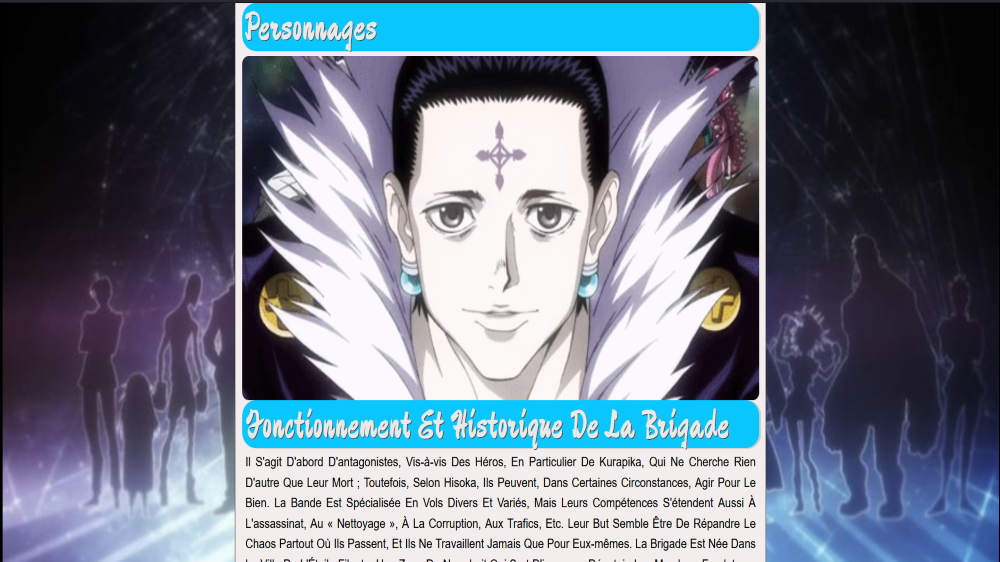 Personnages
Fonctionnement Et Historique De La Brigade
Il S'agit D'abord D'antagonistes, Vis-à-vis Des Héros, En Particulier De Kurapika, Qui Ne Cherche Rien
D'autre Que Leur Mort ; Toutefois, Selon Hisoka, Ils Peuvent, Dans Certaines Circonstances, Agir Pour Le
Bien. La Bande Est Spécialisée En Vols Divers Et Variés, Mais Leurs Compétences S'étendent Aussi À
L'assassinat, Au « Nettoyage », À La Corruption, Aux Trafics, Etc. Leur But Semble Être De Répandre Le
Chaos Partout Où Ils Passent, Et Ils Ne Travaillent Jamais Que Pour Eux-mêmes. La Brigade Est Née Dans